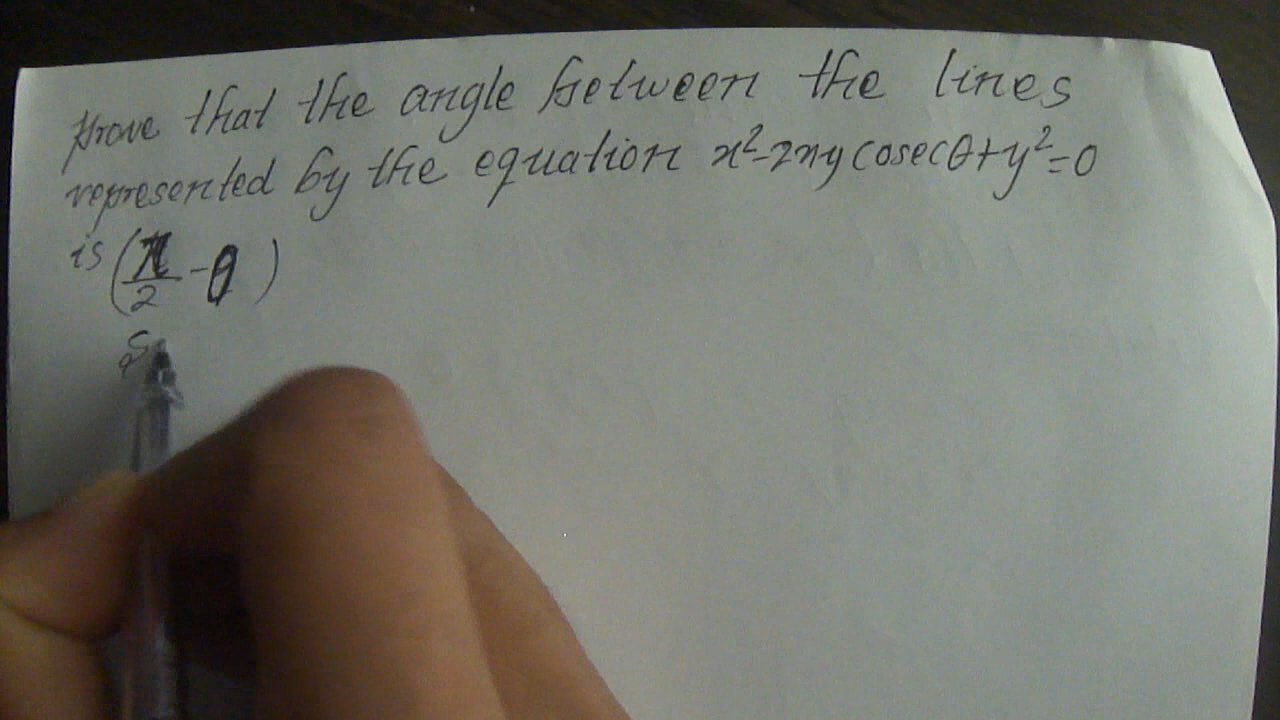 prove that the angle between the lines
represented by the equation x²-2xy cosecθ+y²=0
is (π/2 -θ)
S